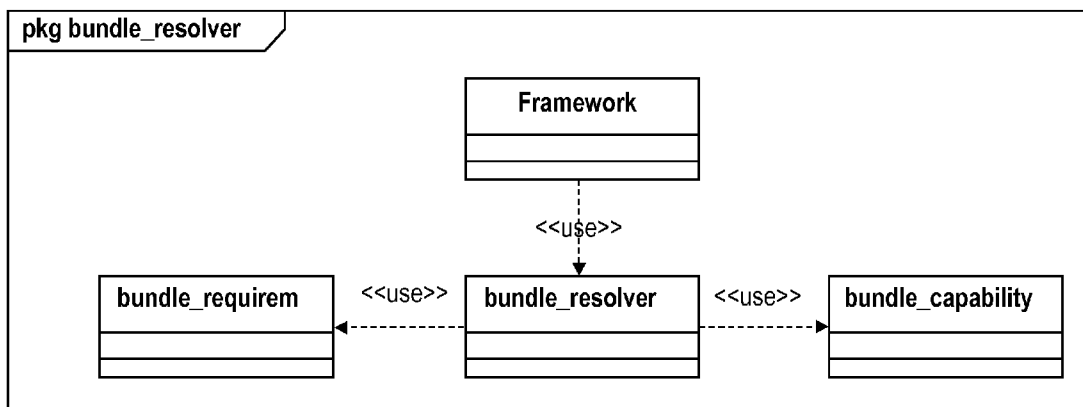 pkg bundle_resolver
Framework
<<use>>
bundle_requirem
<<use>>
bundle_resolver
<<use>>
bundle_capability